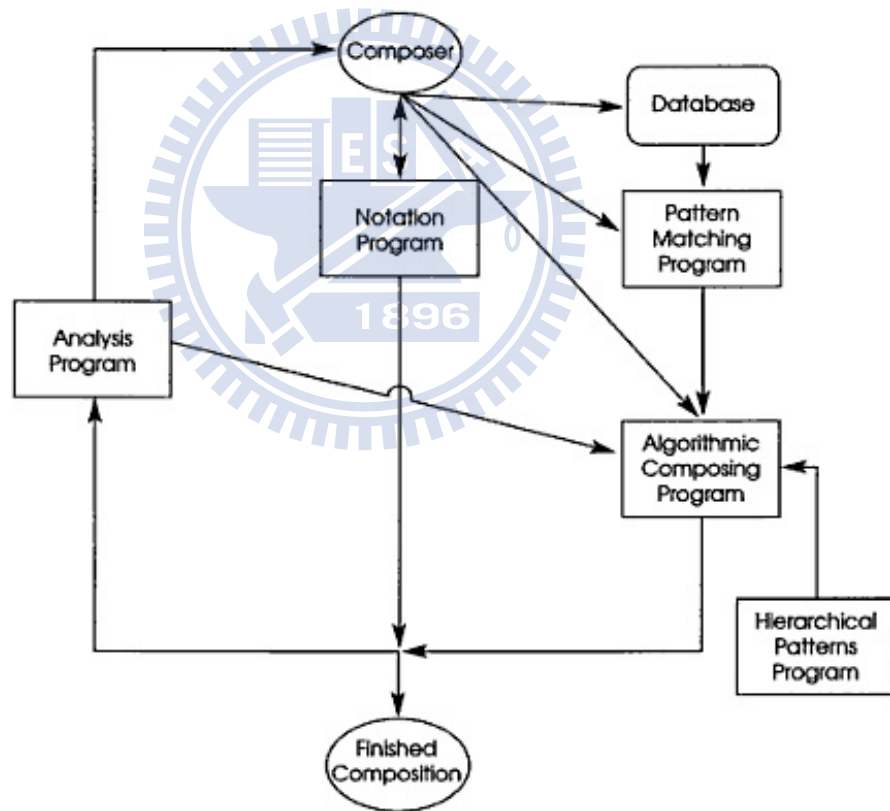 Composer
Database
E S A
Notation
Program
Pattern
Matching
Program
1896
Analysis
Program
Algorithmic
Composing
Program
Hierarchical
Patterns
Program
Finished
Composition